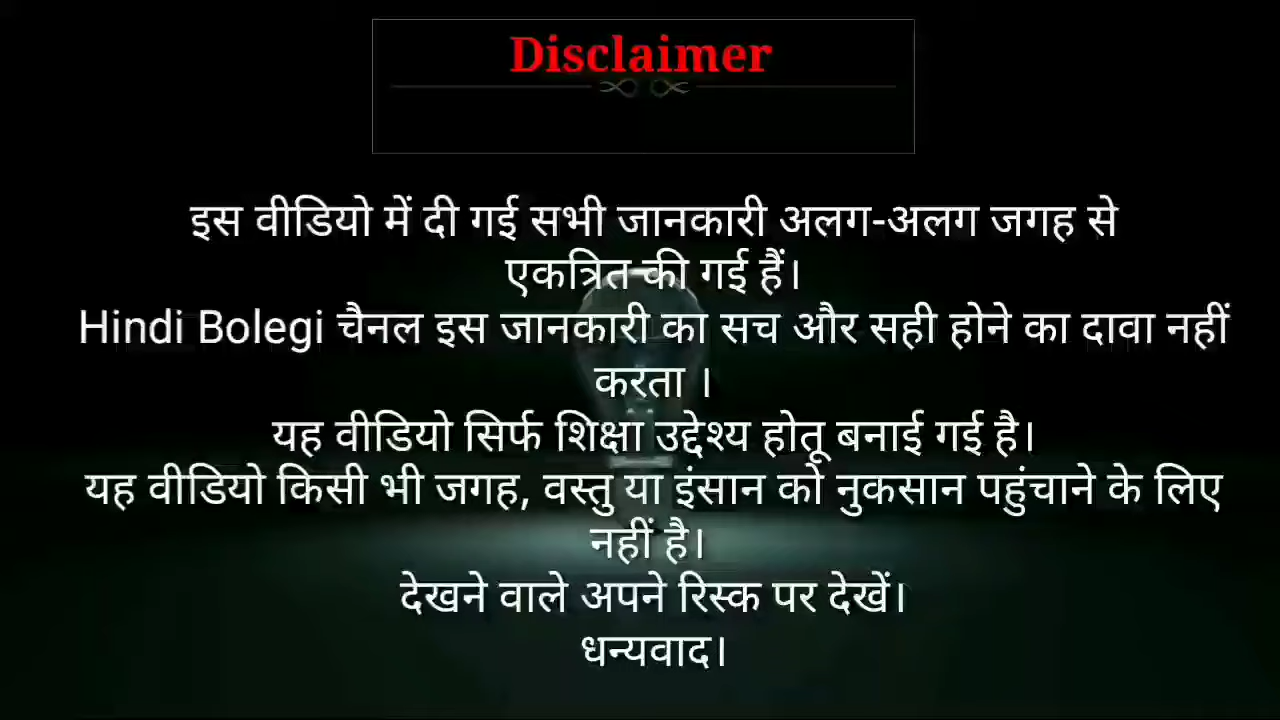 Disclaimer
इस वीडियो में दी गई सभी जानकारी अलग-अलग जगह से
एकत्रित की गई हैं।
Hindi Bolegi चैनल इस जानकारी का सच और सही होने का दावा नहीं
करता ।
यह वीडियो सिर्फ शिक्षा उद्देश्य होतू बनाई गई है।
यह वीडियो किसी भी जगह, वस्तु या इंसान को नुकसान पहुंचाने के लिए
नहीं है।
देखने वाले अपने रिस्क पर देखें।
धन्यवाद।